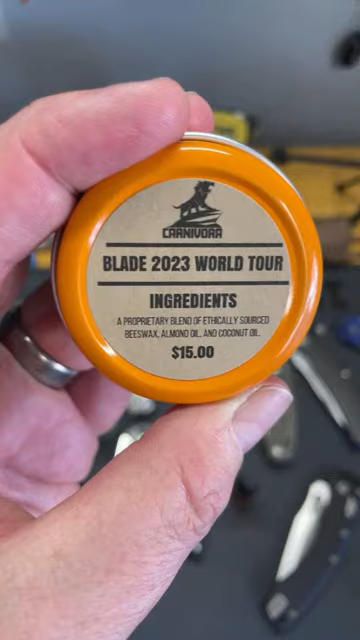 CARNIVORA
BLADE 2023 WORLD TOUR
INGREDIENTS
A PROPRIETARY BLEND OF ETHICALLY SOURCED
BEESWAX, ALMOND OIL, AND COCONUT OIL.
$15.00